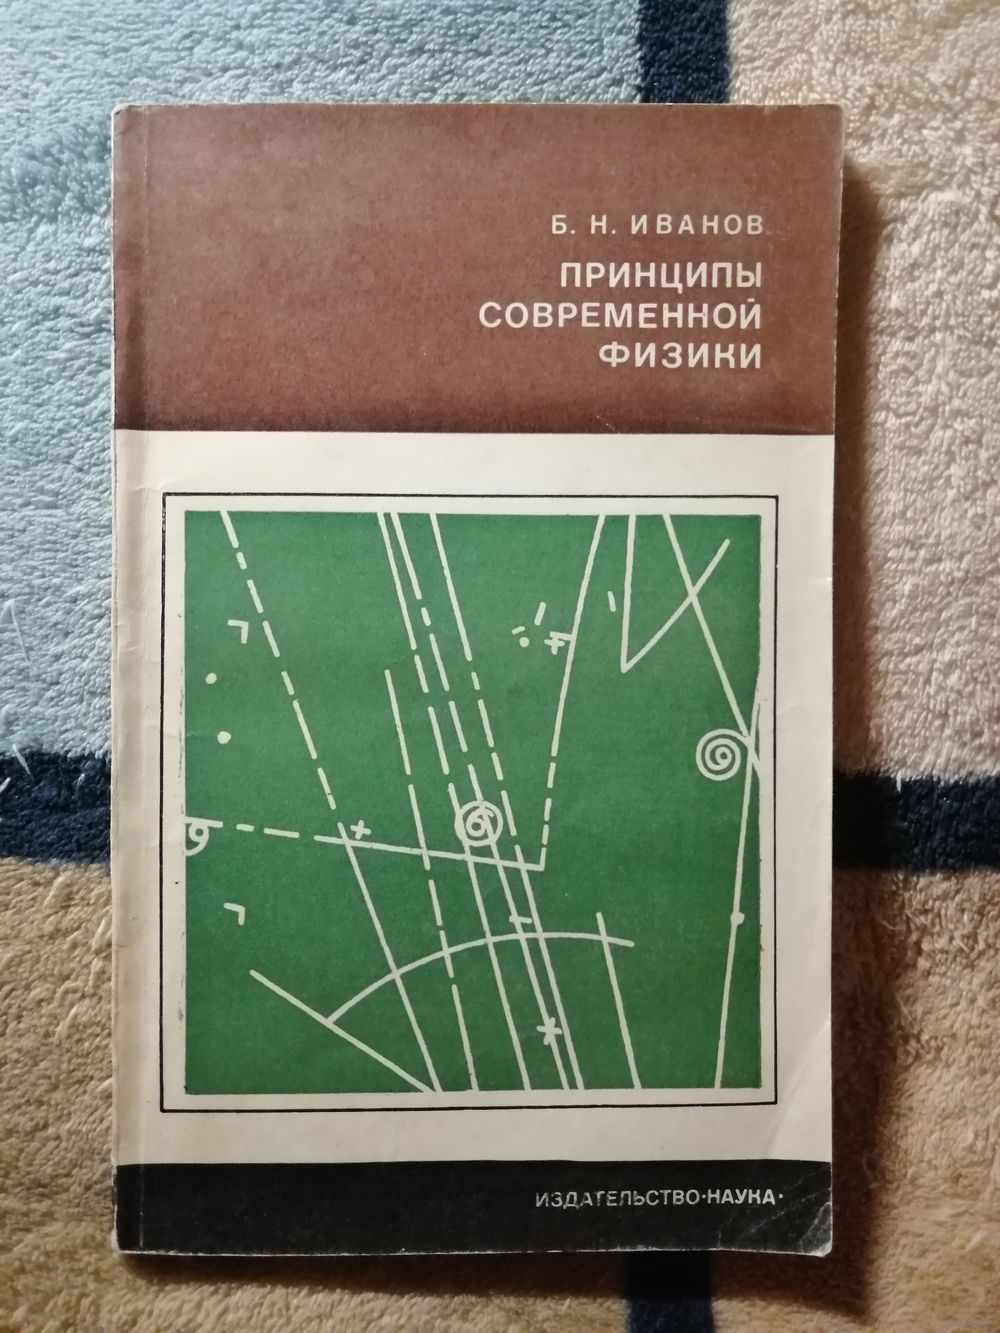 Б. Н. ИВАНОВ
ПРИНЦИПЫ
СОВРЕМЕННОЙ
ФИЗИКИ
ИЗДАТЕЛЬСТВО·НАУКА·